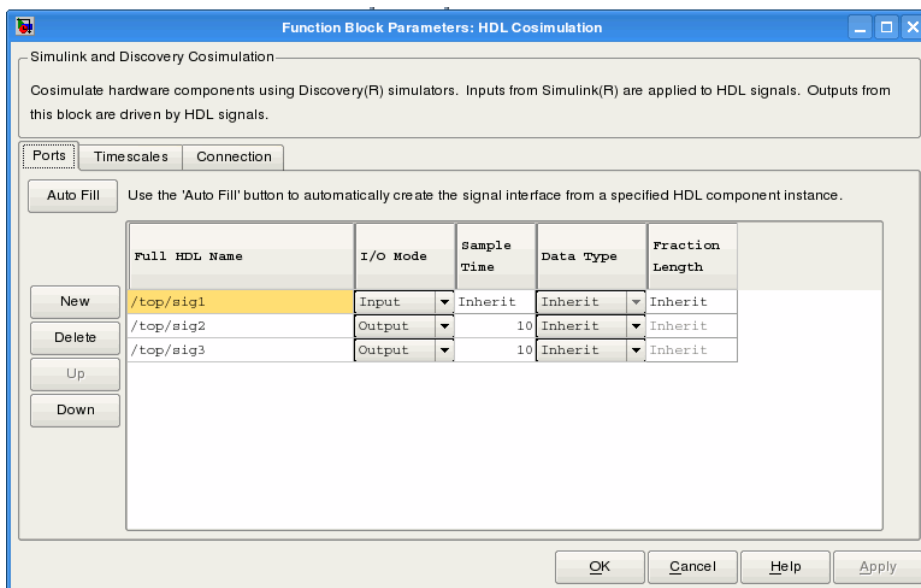 Function Block Parameters: HDL Cosimulation
Simulink and Discovery Cosimulation
Cosimulate hardware components using Discovery(R) simulators. Inputs from Simulink(R) are applied to HDL signals. Outputs from
this block are driven by HDL signals.
Ports Timescales Connection
Auto Fill Use the 'Auto Fill' button to automatically create the signal interface from a specified HDL component instance.
Full HDL Name I/O Mode Sample Time Data Type Fraction Length
New /top/sig1 Input Inherit Inherit Inherit
/top/sig2 Output 10 Inherit Inherit
Delete
/top/sig3 Output 10 Inherit Inherit
Up
Down
OK Cancel Help Apply